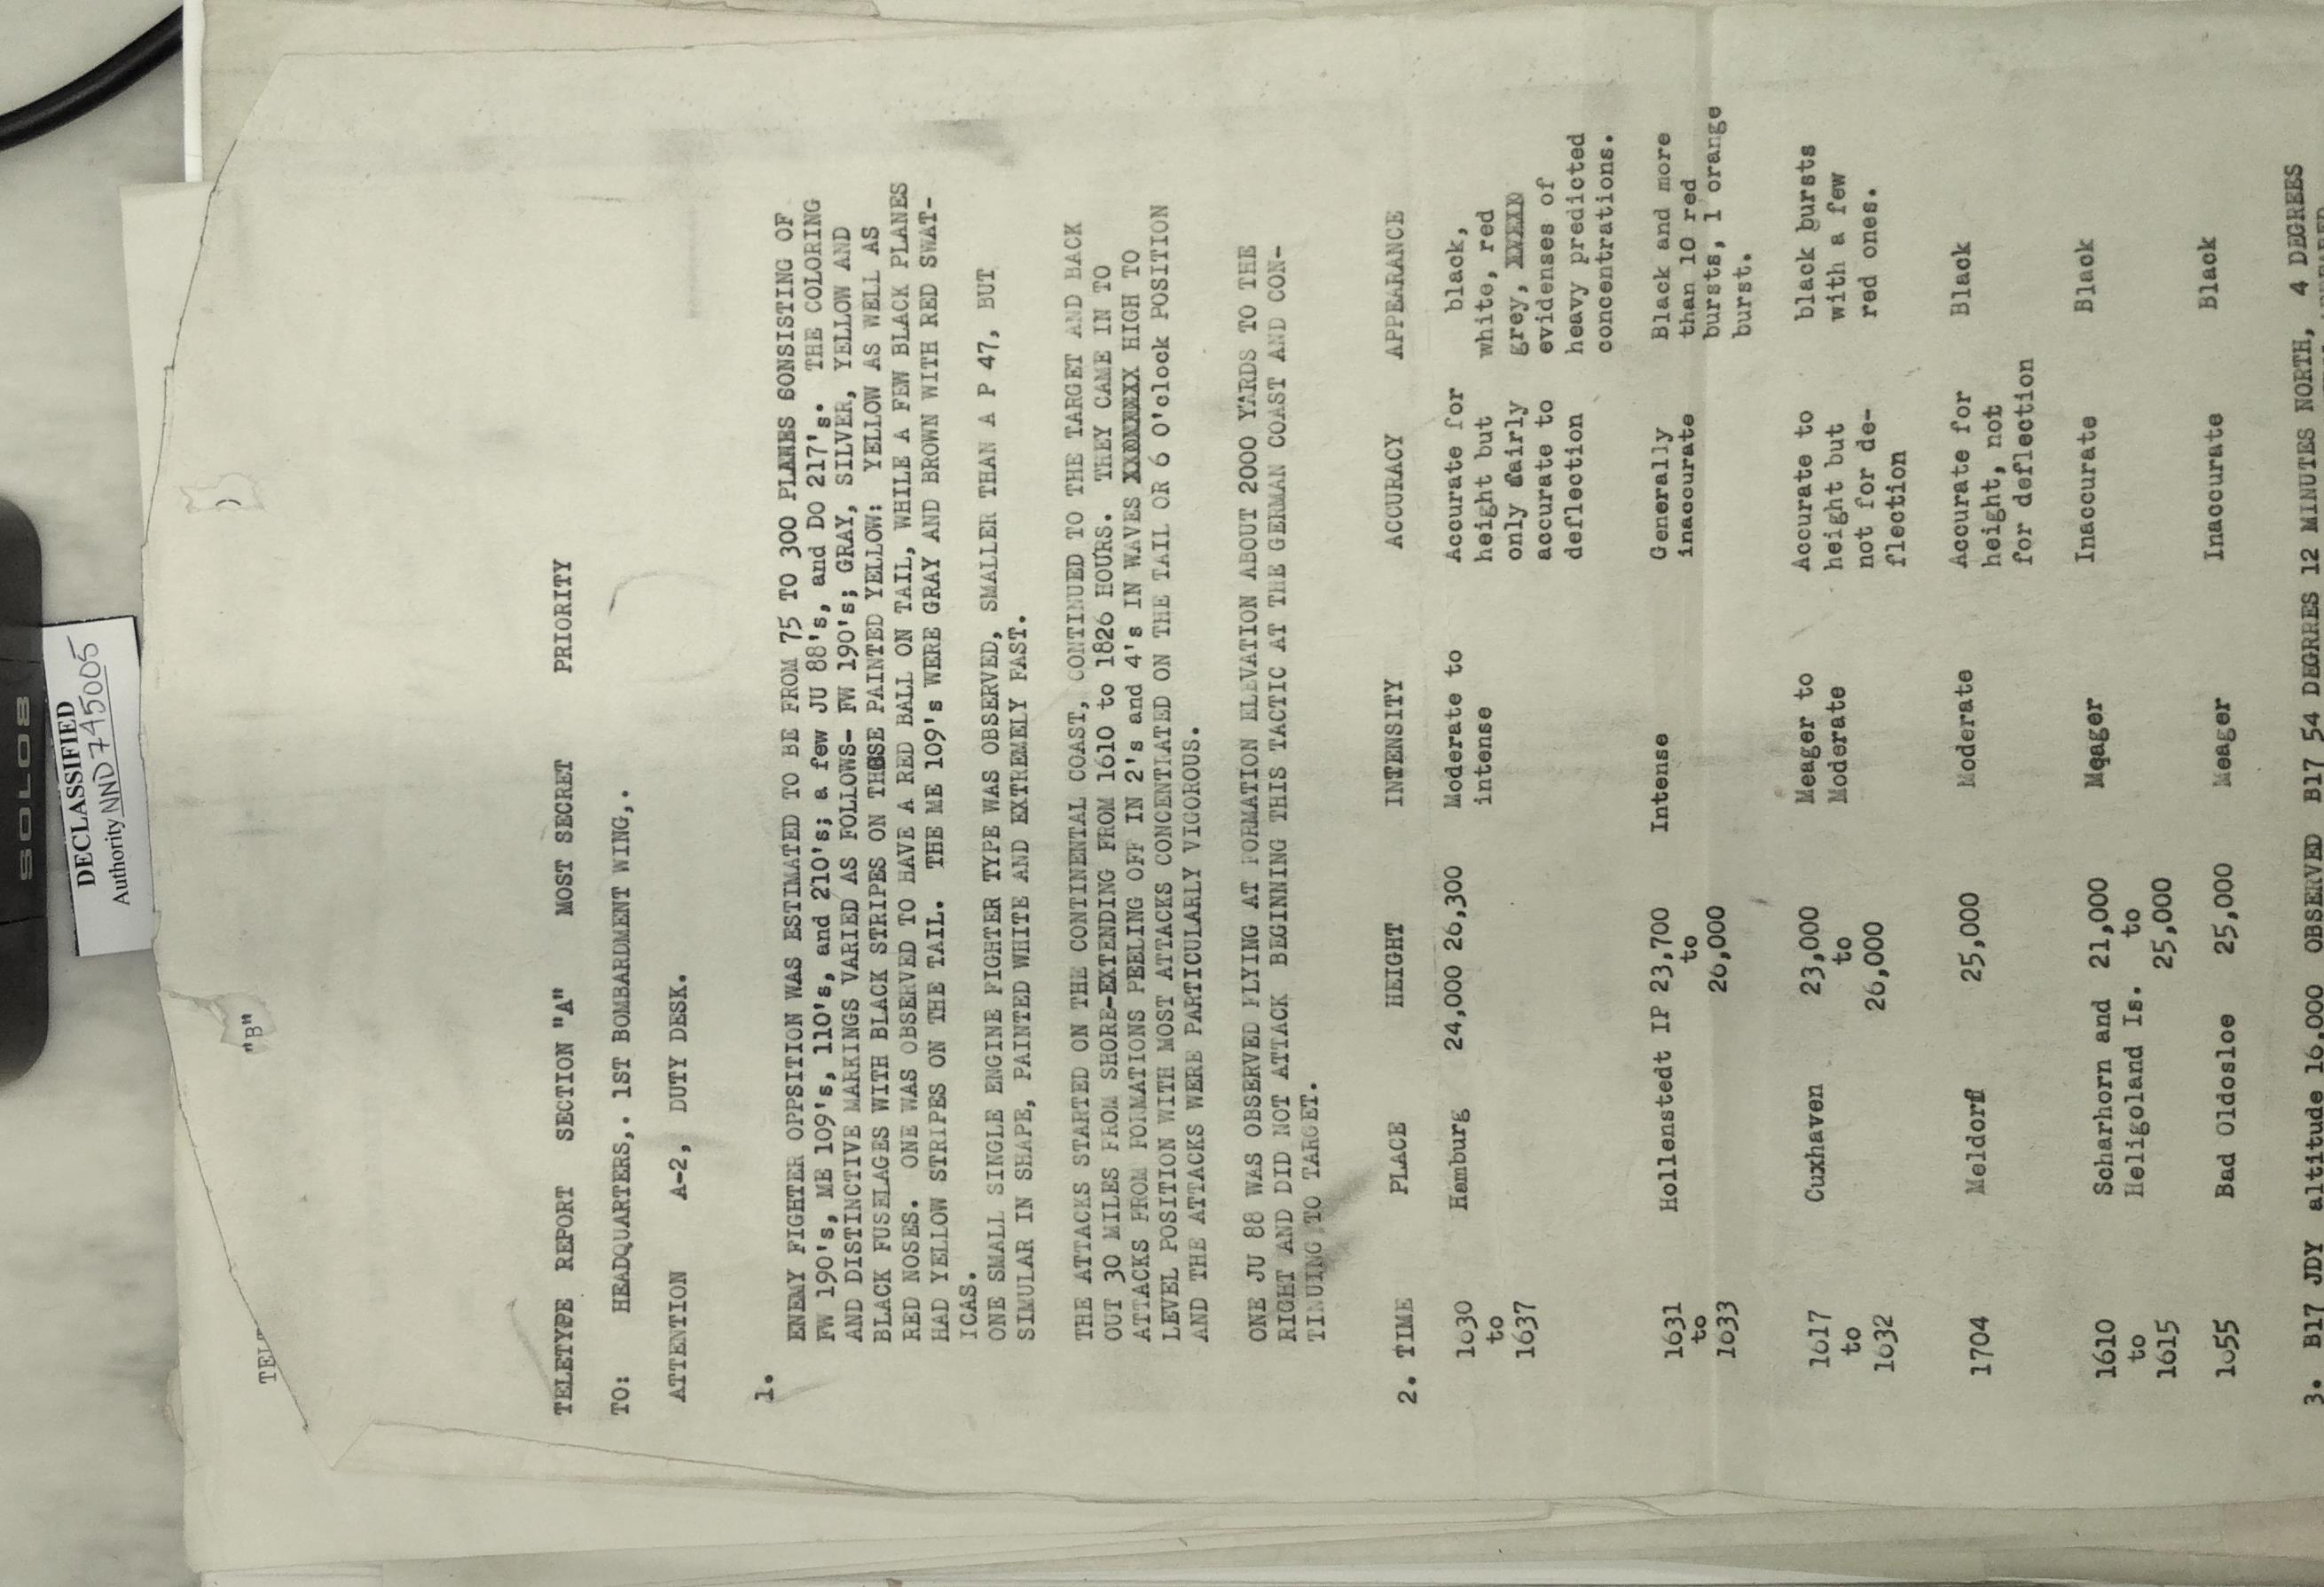 SOLO8
DECLASSIFIED
Authority NND 745005
"B"
TELETYPE REPORT SECTION "A" MOST SECRET PRIORITY
TO: HEADQUARTERS,. 1ST BOMBARDMENT WING,.
ATTENTION A-2, DUTY DESK.
1.
ENEMY FIGHTER OPPSITION WAS ESTIMATED TO BE FROM 75 TO 300 PLANES CONSISTING OF
FW 190's, ME 109's, 110's, and 210's; a few JU 88's, and DO 217's. THE COLORING
AND DISTINCTIVE MARKINGS VARIED AS FOLLOWS- FW 190's; GRAY, SILVER, YELLOW AND
BLACK FUSELAGES WITH BLACK STRIPES ON THOSE PAINTED YELLOW: YELLOW AS WELL AS
RED NOSES. ONE WAS OBSERVED TO HAVE A RED BALL ON TAIL, WHILE A FEW BLACK PLANES
HAD YELLOW STRIPES ON THE TAIL. THE ME 109's WERE GRAY AND BROWN WITH RED SWAT-
ICAS.
ONE SMALL SINGLE ENGINE FIGHTER TYPE WAS OBSERVED, SMALLER THAN A P 47, BUT
SIMULAR IN SHAPE, PAINTED WHITE AND EXTREMELY FAST.
THE ATTACKS STARTED ON THE CONTINENTAL COAST, CONTINUED TO THE TARGET AND BACK
OUT 30 MILES FROM SHORE-EXTENDING FROM 1610 to 1826 HOURS. THEY CAME IN TO
ATTACKS FROM FORMATIONS PEELING OFF IN 2's and 4's IN WAVES HIGH TO
LEVEL POSITION WITH MOST ATTACKS CONCENTIATED ON THE TAIL OR 6 O'clock POSITION
AND THE ATTACKS WERE PARTICULARLY VIGOROUS.
ONE JU 88 WAS OBSERVED FLYING AT FORMATION ELEVATION ABOUT 2000 YARDS TO THE
RIGHT AND DID NOT ATTACK BEGINNING THIS TACTIC AT THE GERMAN COAST AND CON-
TINUING TO TARGET.
2. TIME PLACE HEIGHT INTENSITY ACCURACY APPEARANCE
1630 Hamburg 24,000 26,300 Moderate to Accurate for black,
to intense height but white, red
1637 only fairly grey,
accurate to evidenses of
deflection heavy predicted
concentrations.
1631 Hollenstedt IP 23,700 Intense Generally Black and more
to to inaccurate than 10 red
1633 26,000 bursts, 1 orange
burst.
1617 Cuxhaven 23,000 Meager to Accurate to black bursts
to to Moderate height but with a few
1632 26,000 not for de- red ones.
flection
1704 Meldorf 25,000 Moderate Accurate for Black
height, not
for deflection
1610 Scharhorn and 21,000 Meager Inaccurate Black
to Heligoland Is. to
1615 25,000
1655 Bad Oldosloe 25,000 Meager Inaccurate Black
3. B17 JDY altitude 16,000 OBSERVED B17 54 DEGRRES 12 MINUTES NORTH, 4 DEGREES